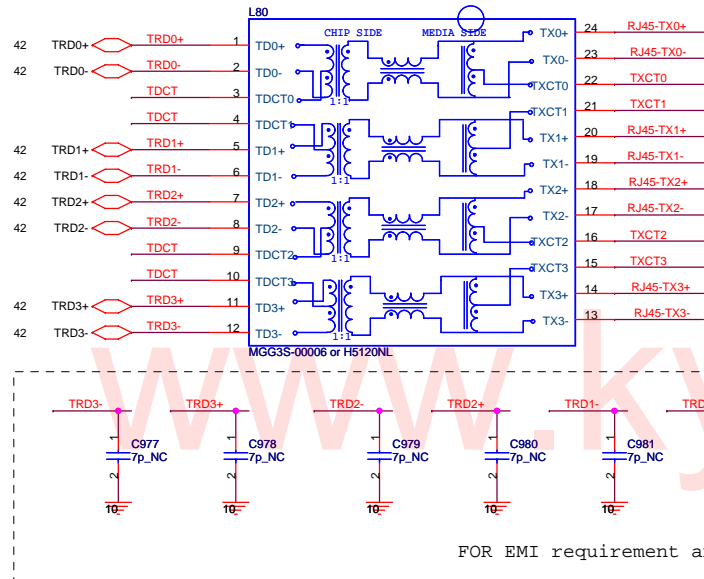 L80
CHIP SIDE MEDIA SIDE
42 TRD0+ TRD0+ 1 TD0+ TX0+ 24 RJ45-TX0+
42 TRD0- TRD0- 2 TD0- TX0- 23 RJ45-TX0-
TDCT 3 TDCT0 TXCT0 22 TXCT0
1:1
TDCT 4 TDCT1 TXCT1 21 TXCT1
42 TRD1+ TRD1+ 5 TD1+ TX1+ 20 RJ45-TX1+
42 TRD1- TRD1- 6 TD1- TX1- 19 RJ45-TX1-
1:1
42 TRD2+ TRD2+ 7 TD2+ TX2+ 18 RJ45-TX2+
42 TRD2- TRD2- 8 TD2- TX2- 17 RJ45-TX2-
TDCT 9 TDCT2 TXCT2 16 TXCT2
1:1
TDCT 10 TDCT3 TXCT3 15 TXCT3
42 TRD3+ TRD3+ 11 TD3+ TX3+ 14 RJ45-TX3+
42 TRD3- TRD3- 12 TD3- TX3- 13 RJ45-TX3-
1:1
MGG3S-00006 or H5120NL
www.ky
TRD3- TRD3+ TRD2- TRD2+ TRD1- TRD
1 1 1 1 1
C977 C978 C979 C980 C981
7p_NC 7p_NC 7p_NC 7p_NC 7p_NC
2 2 2 2 2
10 10 10 10 10
FOR EMI requirement a